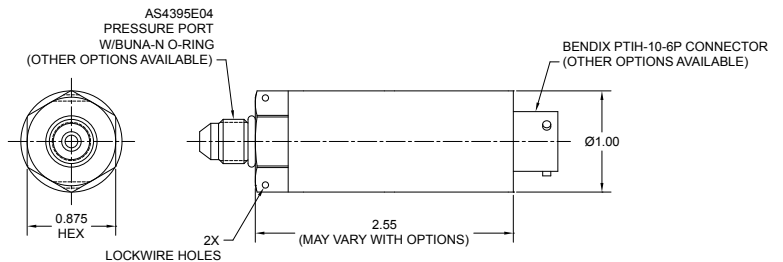 AS4395E04
PRESSURE PORT
W/BUNA-N O-RING
(OTHER OPTIONS AVAILABLE)
BENDIX PTIH-10-6P CONNECTOR
(OTHER OPTIONS AVAILABLE)
Ø1.00
0.875
HEX
2X
LOCKWIRE HOLES
2.55
(MAY VARY WITH OPTIONS)